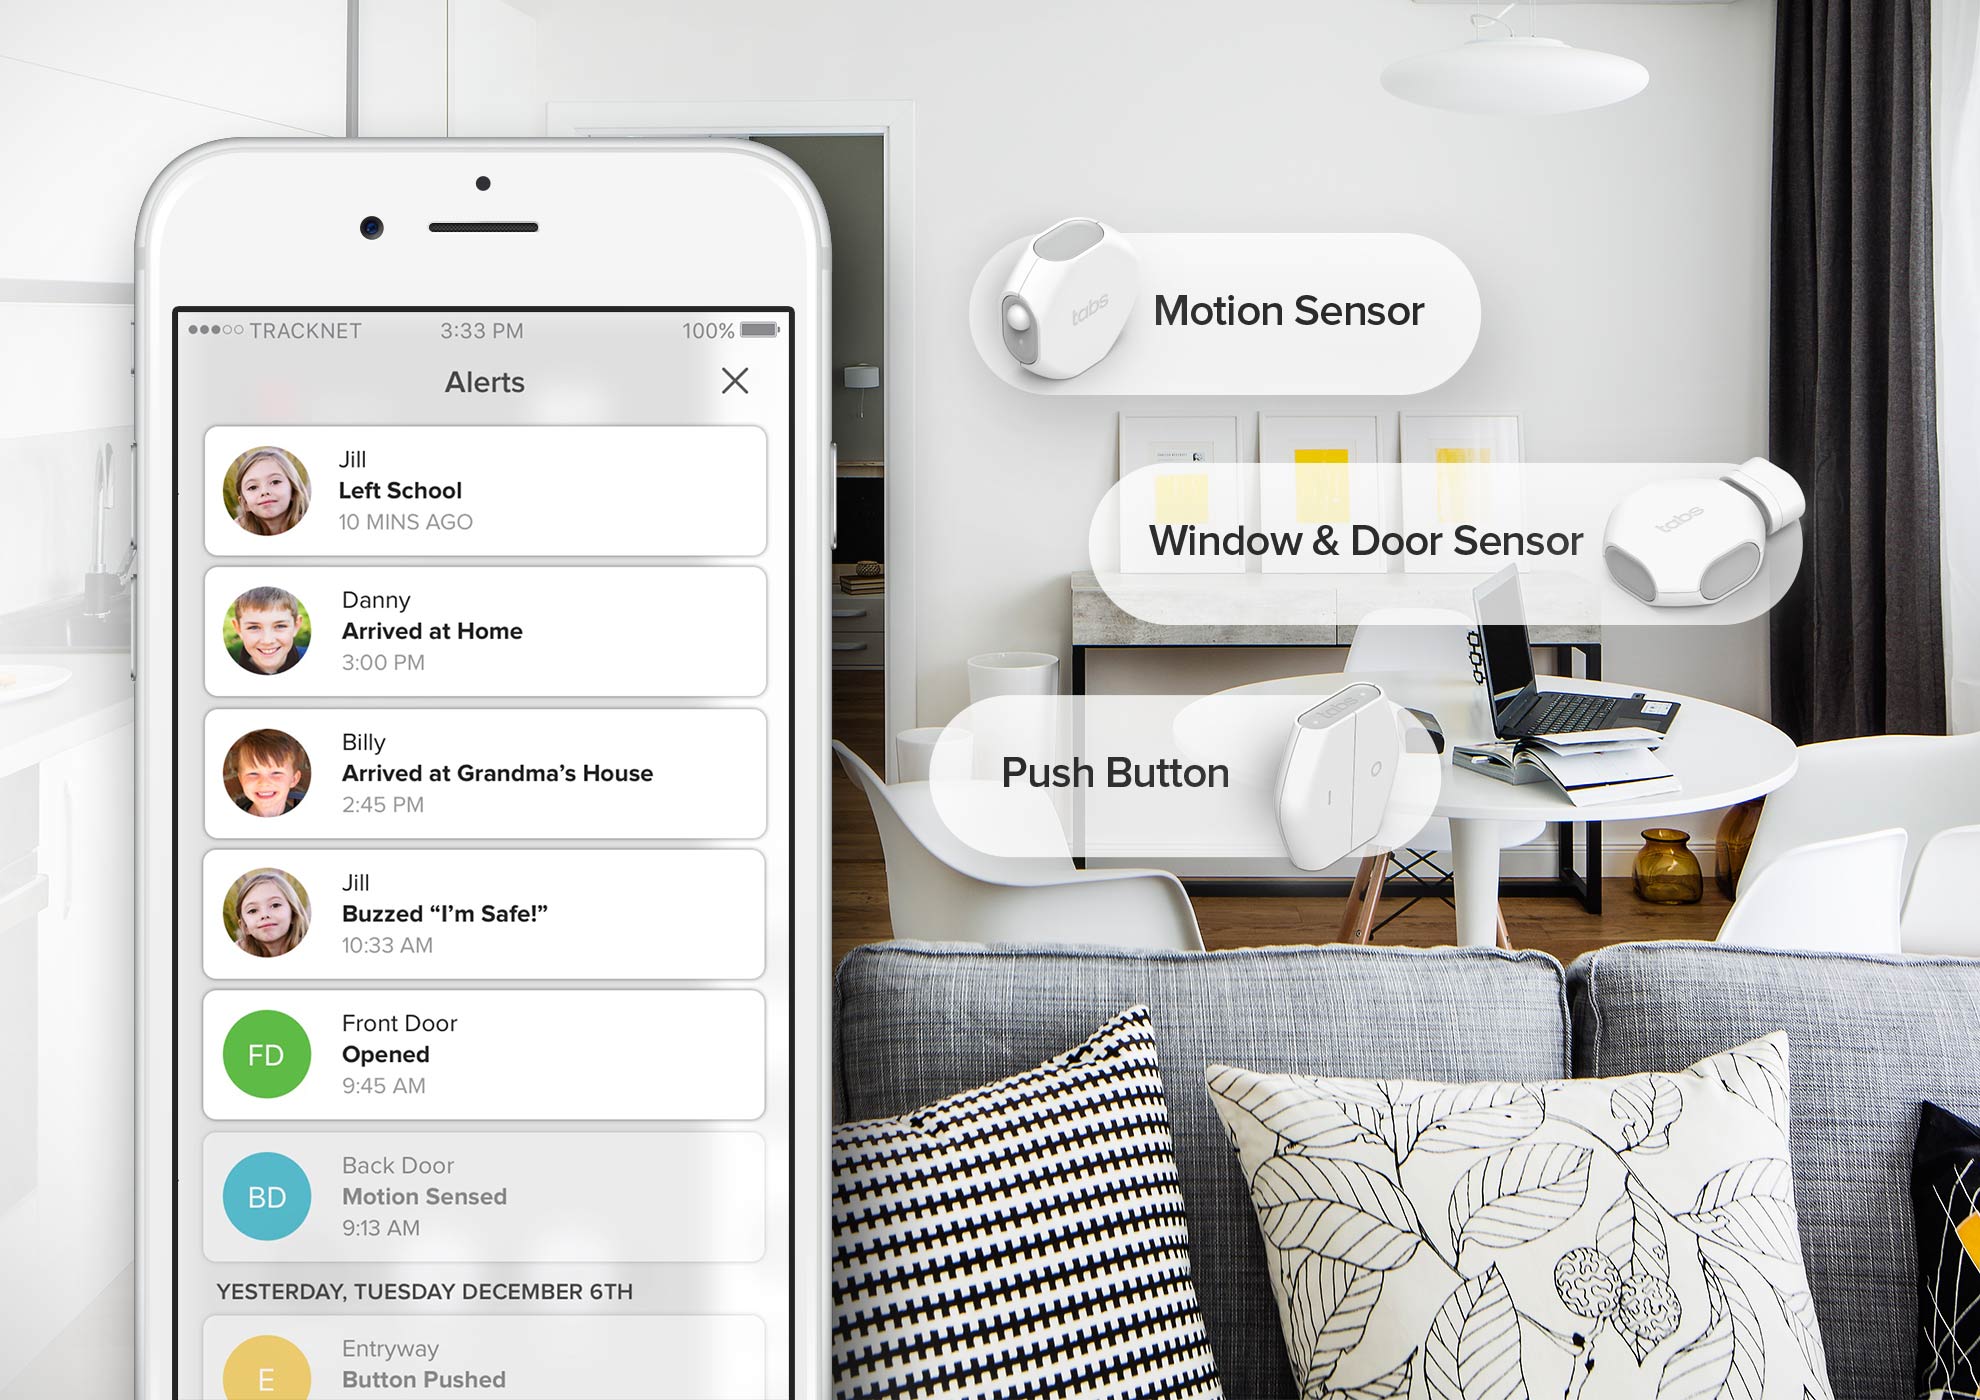 TRACKNET 3:33 PM 100%
Alerts
Jill
Left School
10 MINS AGO
Danny
Arrived at Home
3:00 PM
Billy
Arrived at Grandma’s House
2:45 PM
Jill
Buzzed “I’m Safe!”
10:33 AM
FD
Front Door
Opened
9:45 AM
BD
Back Door
Motion Sensed
9:13 AM
YESTERDAY, TUESDAY DECEMBER 6TH
E
Entryway
Button Pushed
tabs
Motion Sensor
Window & Door Sensor
tabs
Push Button
tabs